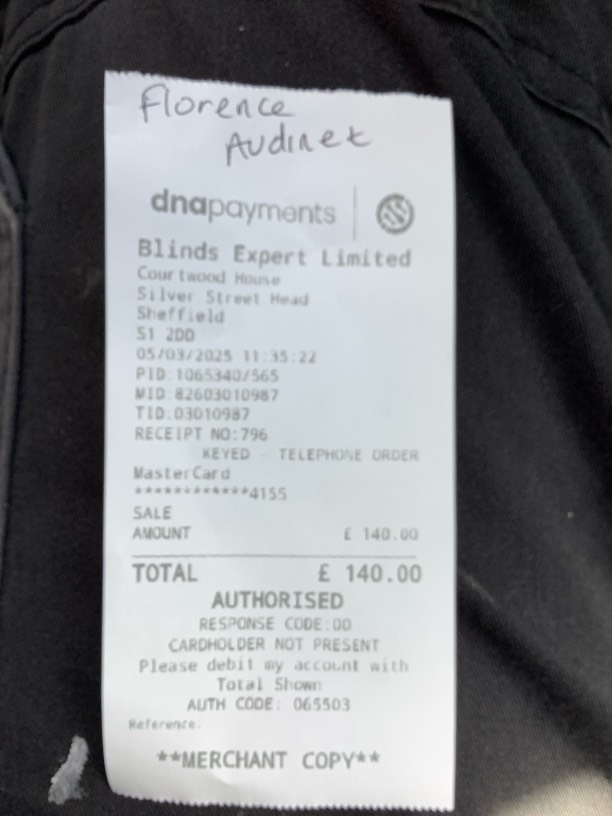 Florence
Audinet
dnapayments
Blinds Expert Limited
Courtwood House
Silver Street Head
Sheffield
S1 2DD
05/03/2025 11:35:22
PID:1065340/565
MID:82603010987
TID:03010987
RECEIPT NO:796
KEYED TELEPHONE ORDER
MasterCard
************4155
SALE
AMOUNT £ 140.00
TOTAL £ 140.00
AUTHORISED
RESPONSE CODE:00
CARDHOLDER NOT PRESENT
Please debit my account with
Total Shown
AUTH CODE: 065503
Reference:
**MERCHANT COPY**